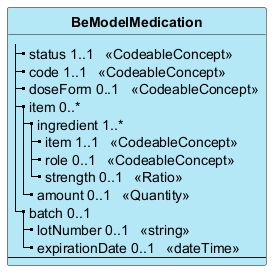 BeModelMedication
status 1..1 «CodeableConcept»
code 1..1 «CodeableConcept»
doseForm 0..1 «CodeableConcept»
item 0..*
ingredient 1..*
item 1..1 «CodeableConcept»
role 0..1 «CodeableConcept»
strength 0..1 «Ratio»
amount 0..1 «Quantity»
batch 0..1
lotNumber 0..1 «string»
expirationDate 0..1 «dateTime»